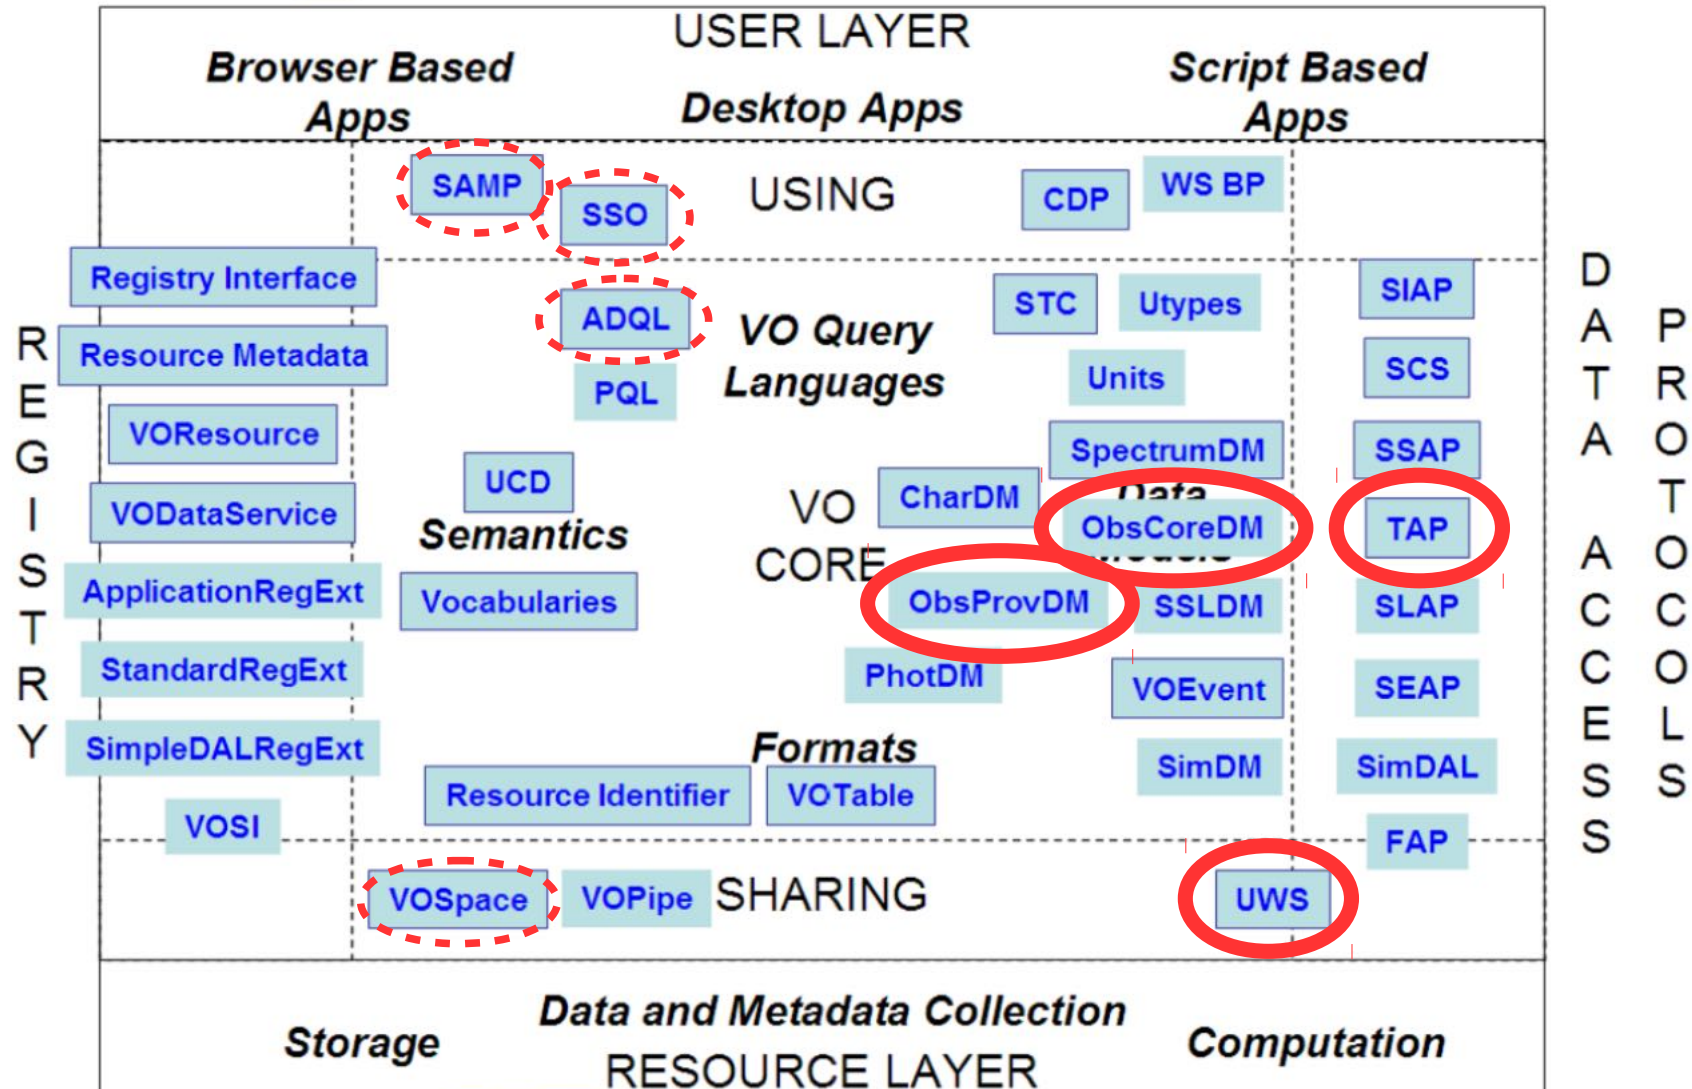 USER LAYER
Browser Based
Apps
Desktop Apps
Script Based
Apps
SAMP
SSO
USING
CDP
WS BP
REGISTRY
Registry Interface
Resource Metadata
VOResource
VODataService
ApplicationRegExt
StandardRegExt
SimpleDALRegExt
VOSI
ADQL
PQL
VO Query
Languages
STC
Utypes
Units
UCD
Semantics
Vocabularies
VO
CORE
SpectrumDM
CharDM
Data
ObsCoreDM
ObsProvDM
SSLDM
PhotDM
VOEvent
SimDM
Formats
Resource Identifier
VOTable
SIAP
SCS
SSAP
TAP
SLAP
SEAP
SimDAL
FAP
DATA ACCESS
PROTOCOLS
VOSpace
VOPipe
SHARING
UWS
Storage
Data and Metadata Collection
RESOURCE LAYER
Computation